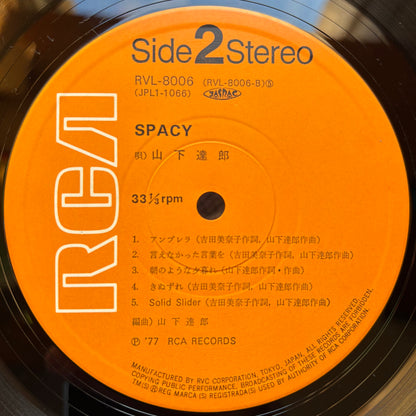 Side 2 Stereo
RVL-8006 (RVL-8006-B)⑤
(JPL1-1066) JASRAC
SPACY
唄) 山下達郎
33⅓rpm
1. アンブレラ (吉田美奈子作詞, 山下達郎作曲)
2. 言えなかった言葉を (吉田美奈子作詞, 山下達郎作曲)
3. 朝のような夕暮れ (山下達郎作詞・作曲)
4. きぬずれ (吉田美奈子作詞, 山下達郎作曲)
5. Solid Slider (吉田美奈子作詞, 山下達郎作曲)
編曲) 山下達郎
Ⓟ '77 RCA RECORDS
RCA
MANUFACTURED BY RVC CORPORATION, TOKYO, JAPAN, ALL RIGHTS RESERVED.
COPYING PUBLIC PERFORMANCE, BROADCASTING OF THESE RECORDS ARE FORBIDDEN.
TM(S)®REG MARCA(S) REGISTRADA(S) USED BY AUTHORITY OF RCA CORPORATION.